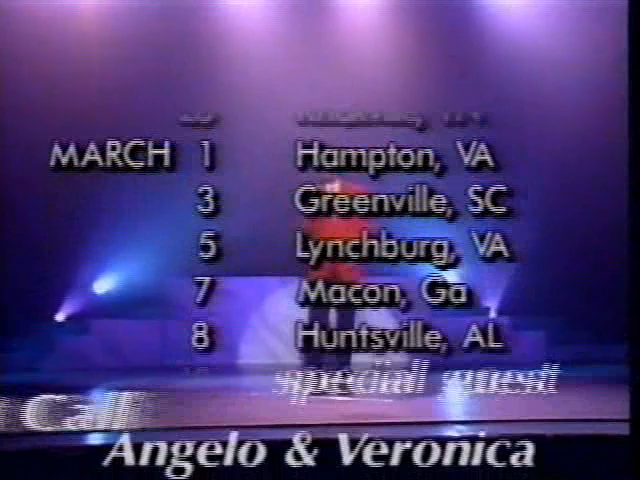 MARCH 1 Hampton, VA
3 Greenville, SC
5 Lynchburg, VA
7 Macon, Ga
8 Huntsville, AL
special guest
Call
Angelo & Veronica